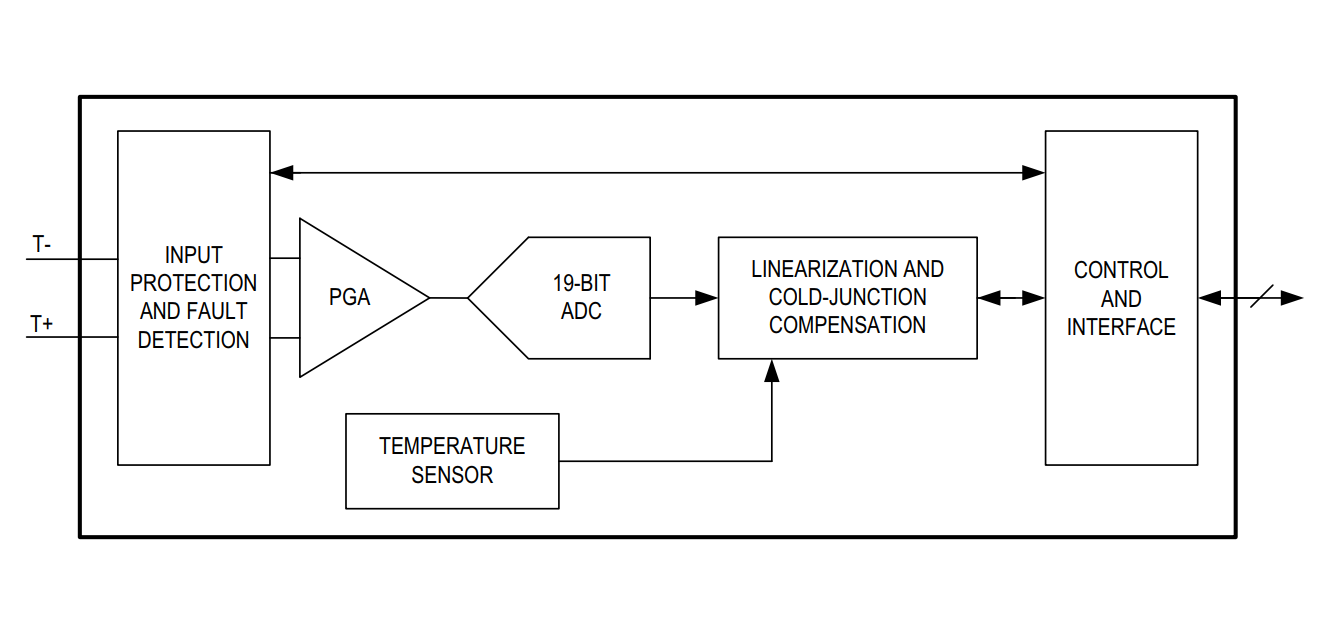 T-
T+
INPUT
PROTECTION
AND FAULT
DETECTION
PGA
19-BIT
ADC
LINEARIZATION AND
COLD-JUNCTION
COMPENSATION
CONTROL
AND
INTERFACE
TEMPERATURE
SENSOR